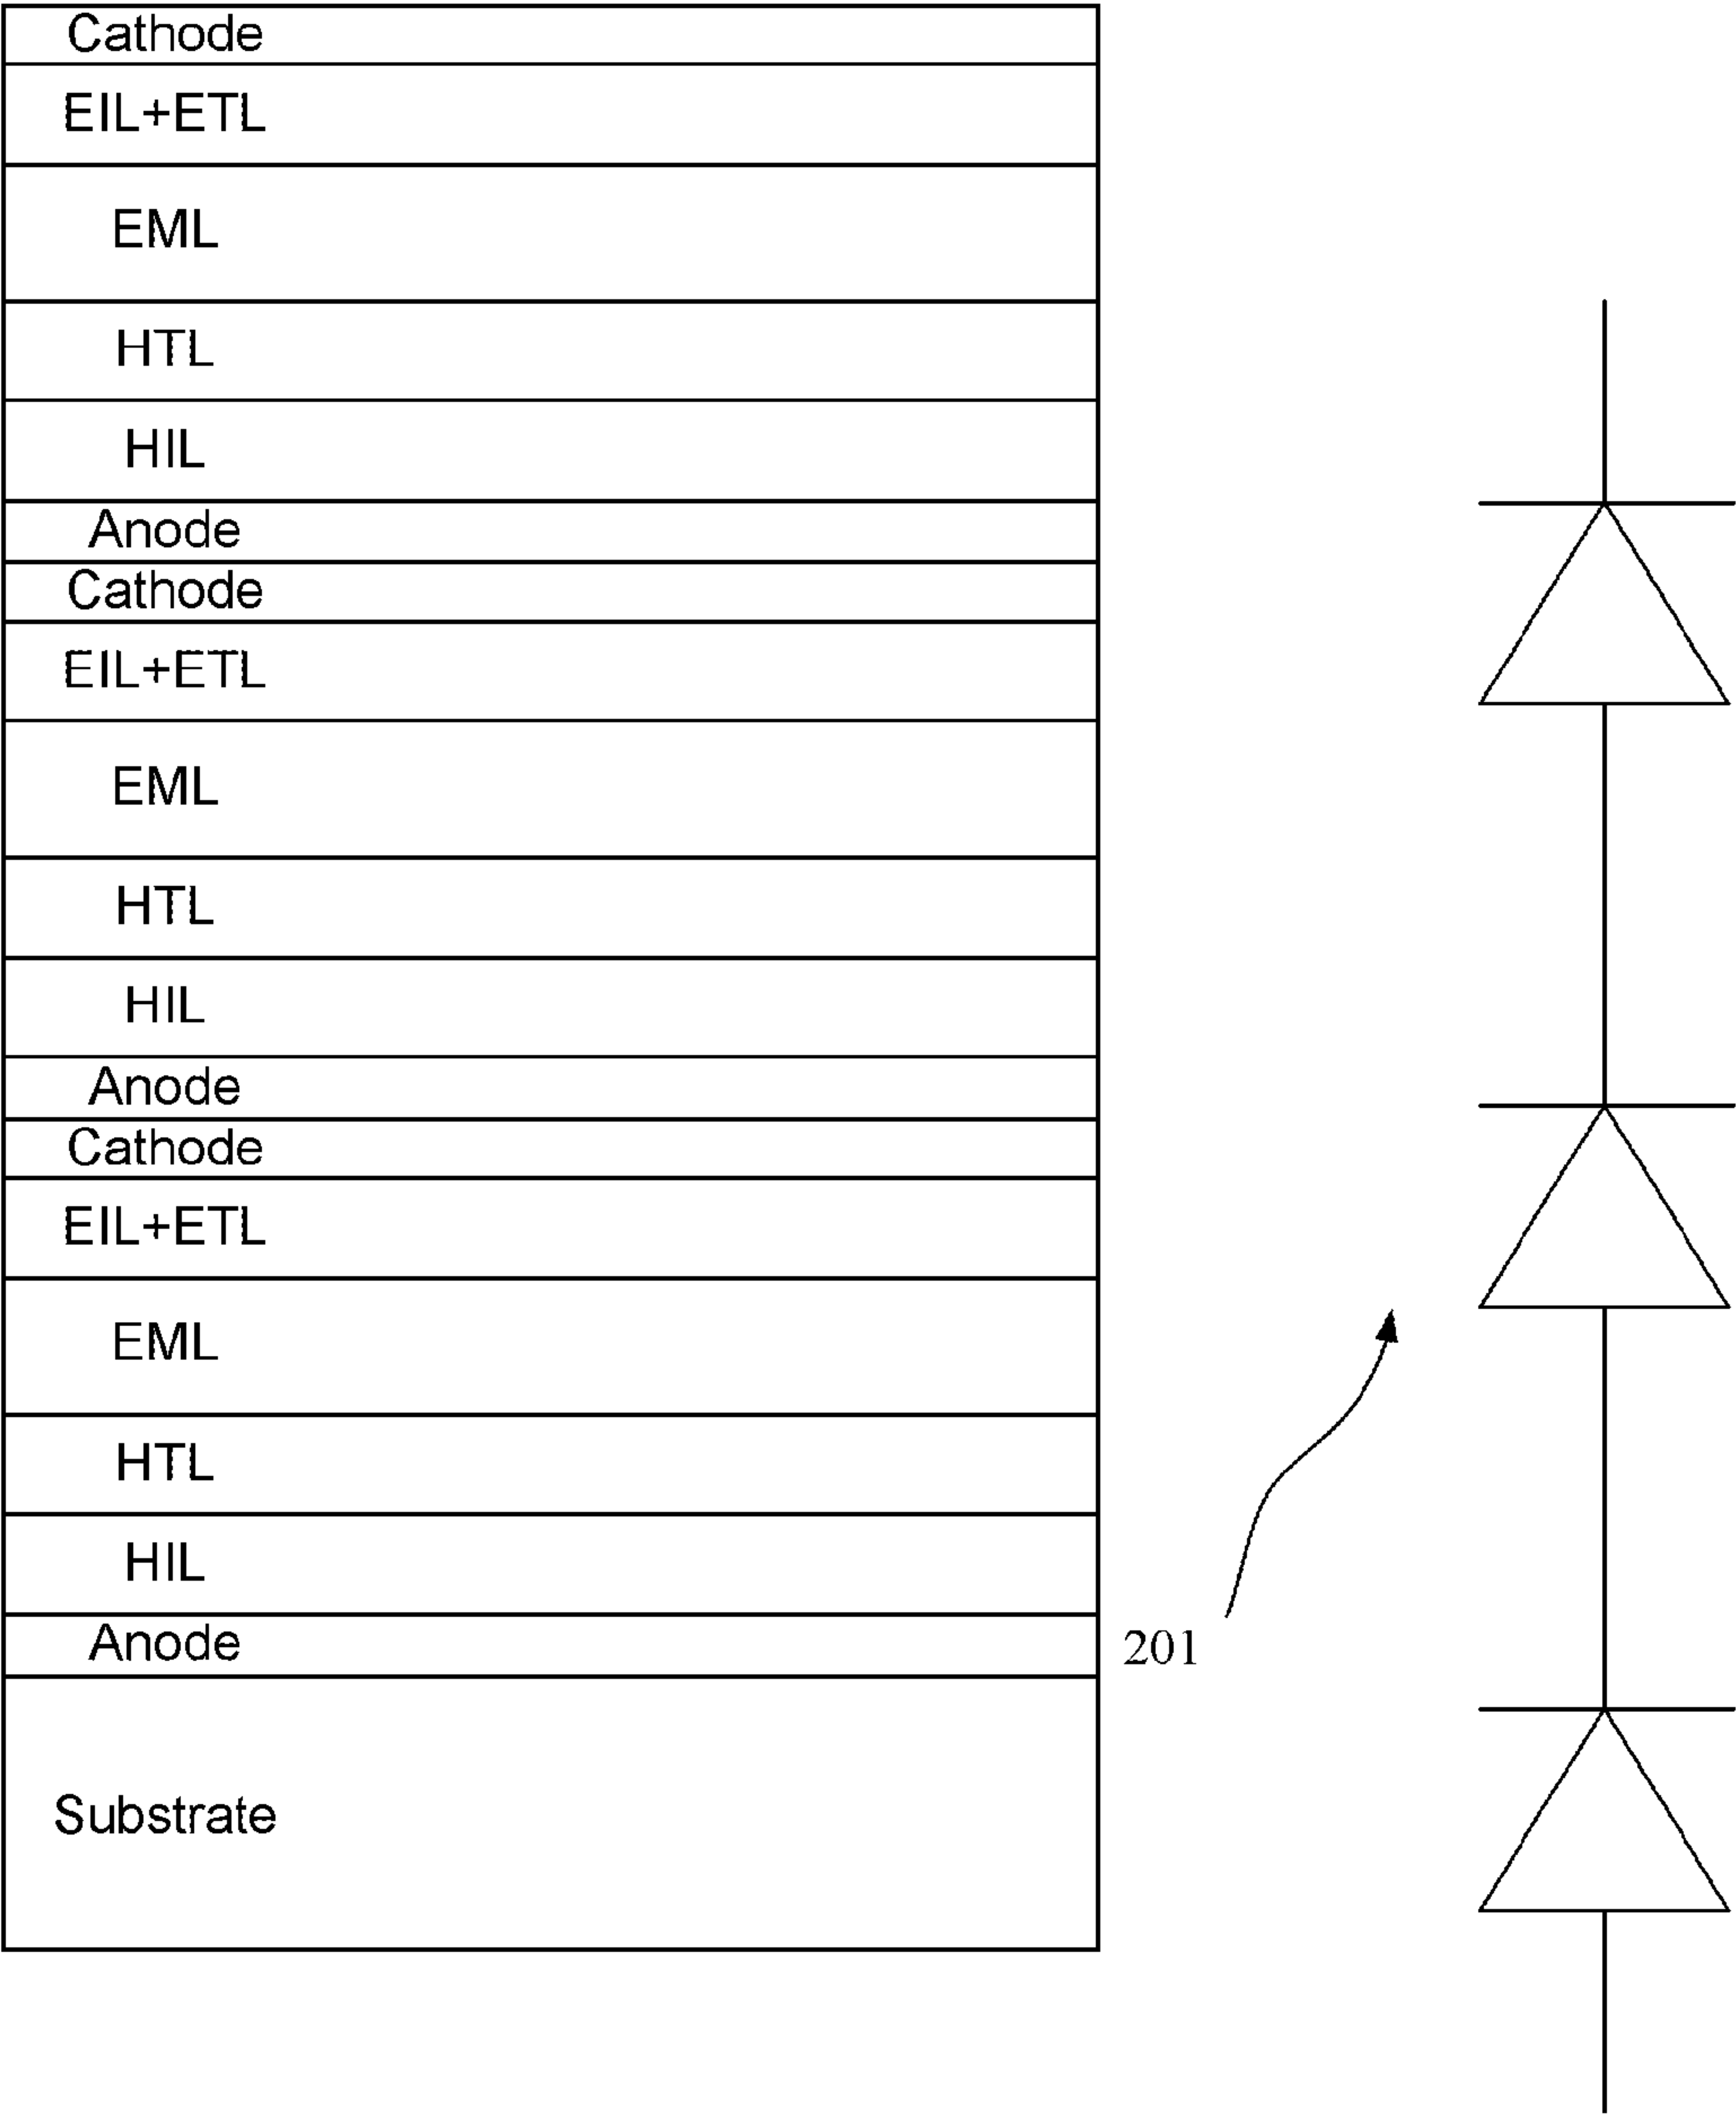 Cathode
EIL+ETL
EML
HTL
HIL
Anode
Cathode
EIL+ETL
EML
HTL
HIL
Anode
Cathode
EIL+ETL
EML
HTL
HIL
Anode
201
Substrate